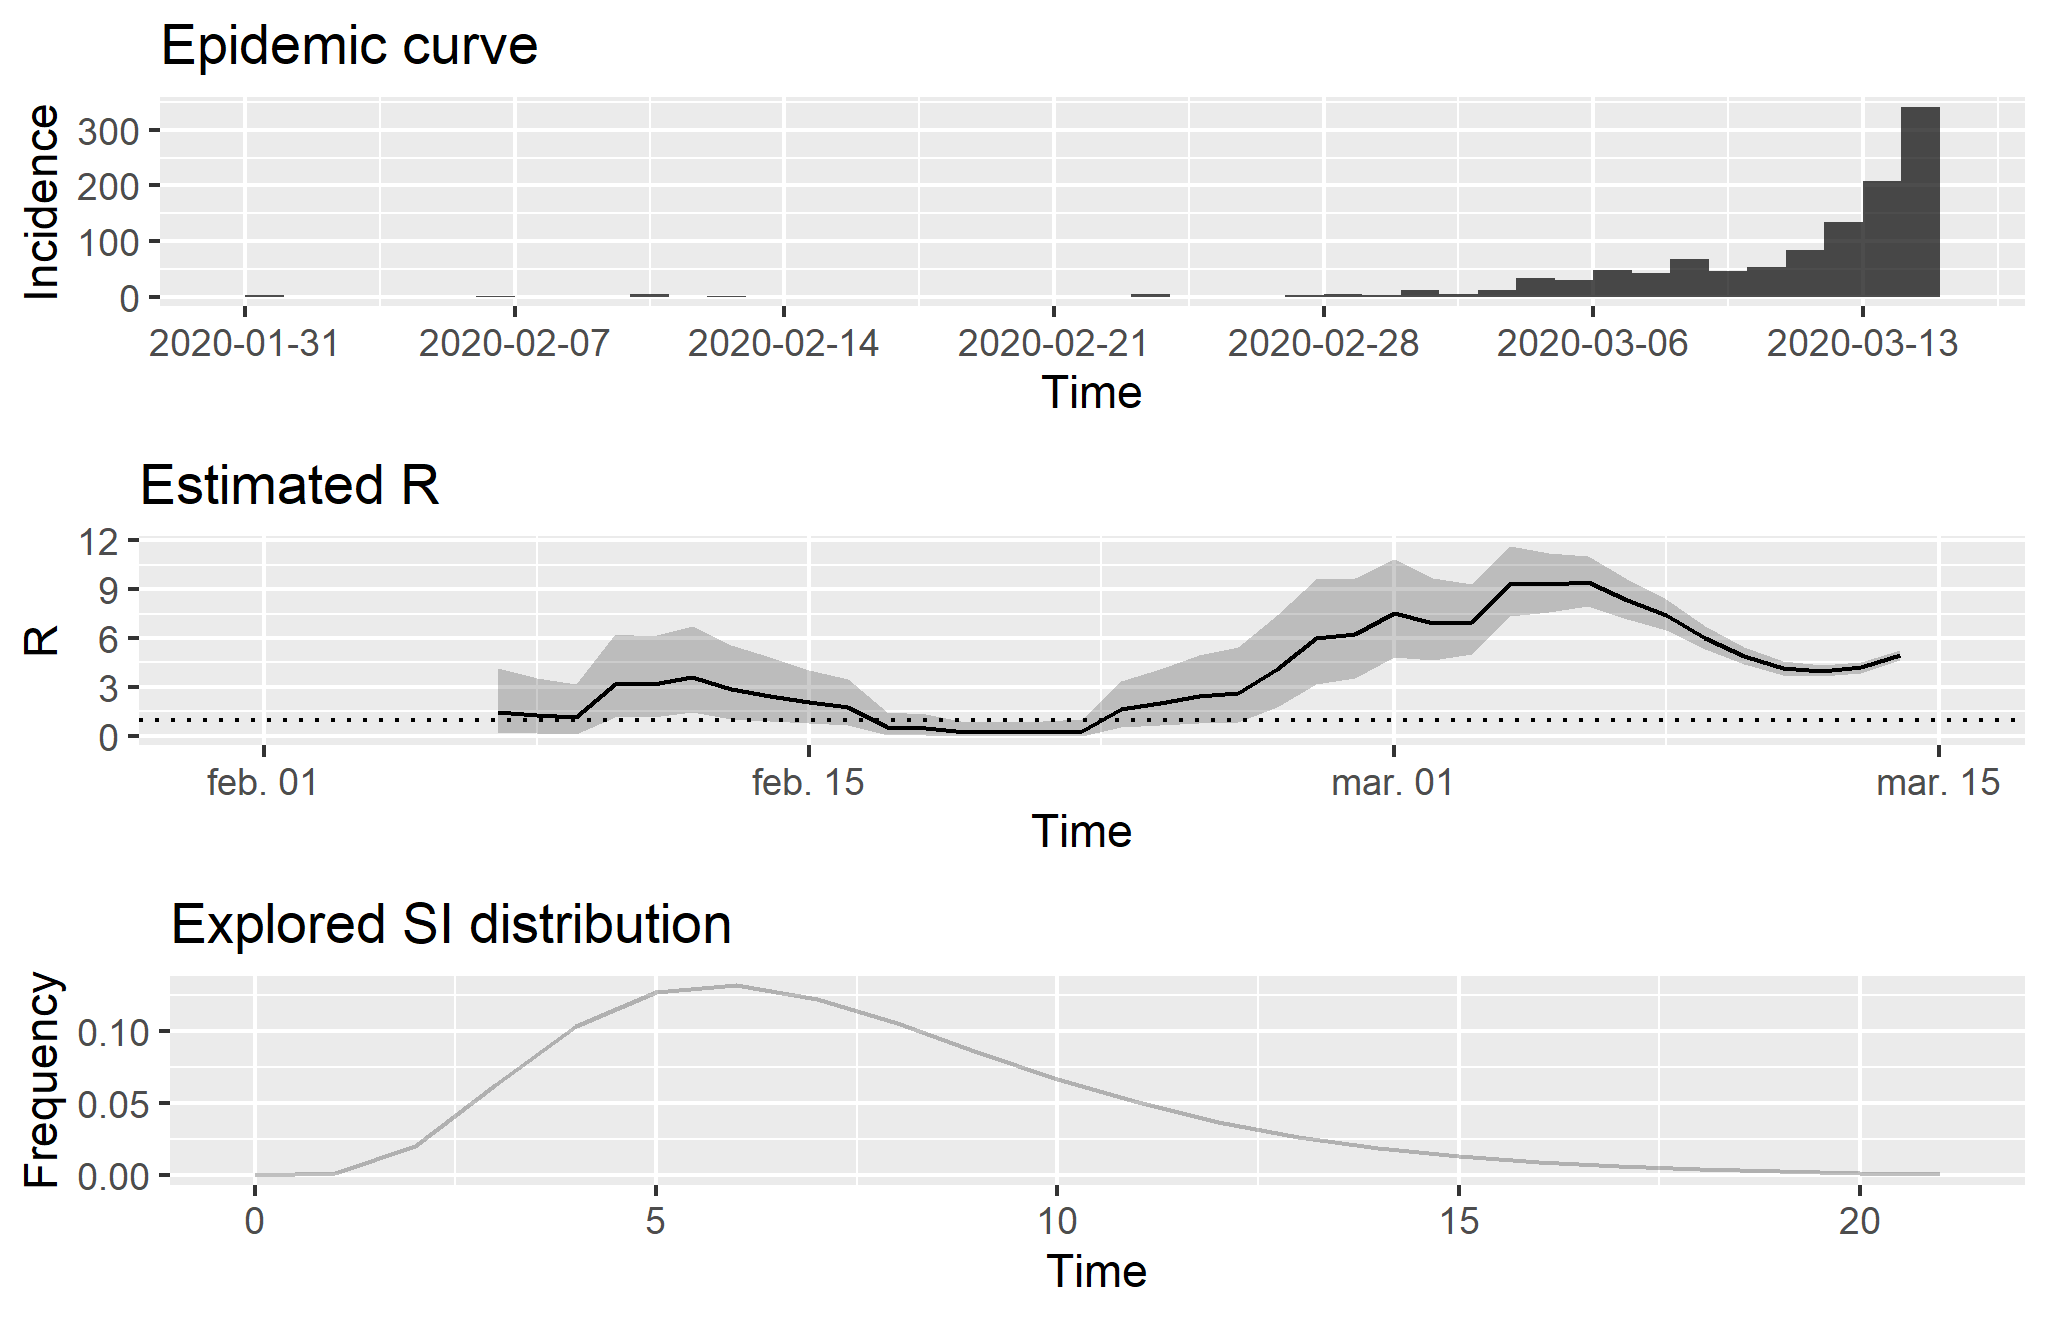 Epidemic curve
Incidence
300
200
100
0
2020-01-31 2020-02-07 2020-02-14 2020-02-21 2020-02-28 2020-03-06 2020-03-13
Time
Estimated R
R
12
9
6
3
0
feb. 01 feb. 15 mar. 01 mar. 15
Time
Explored SI distribution
Frequency
0.10
0.05
0.00
0 5 10 15 20
Time